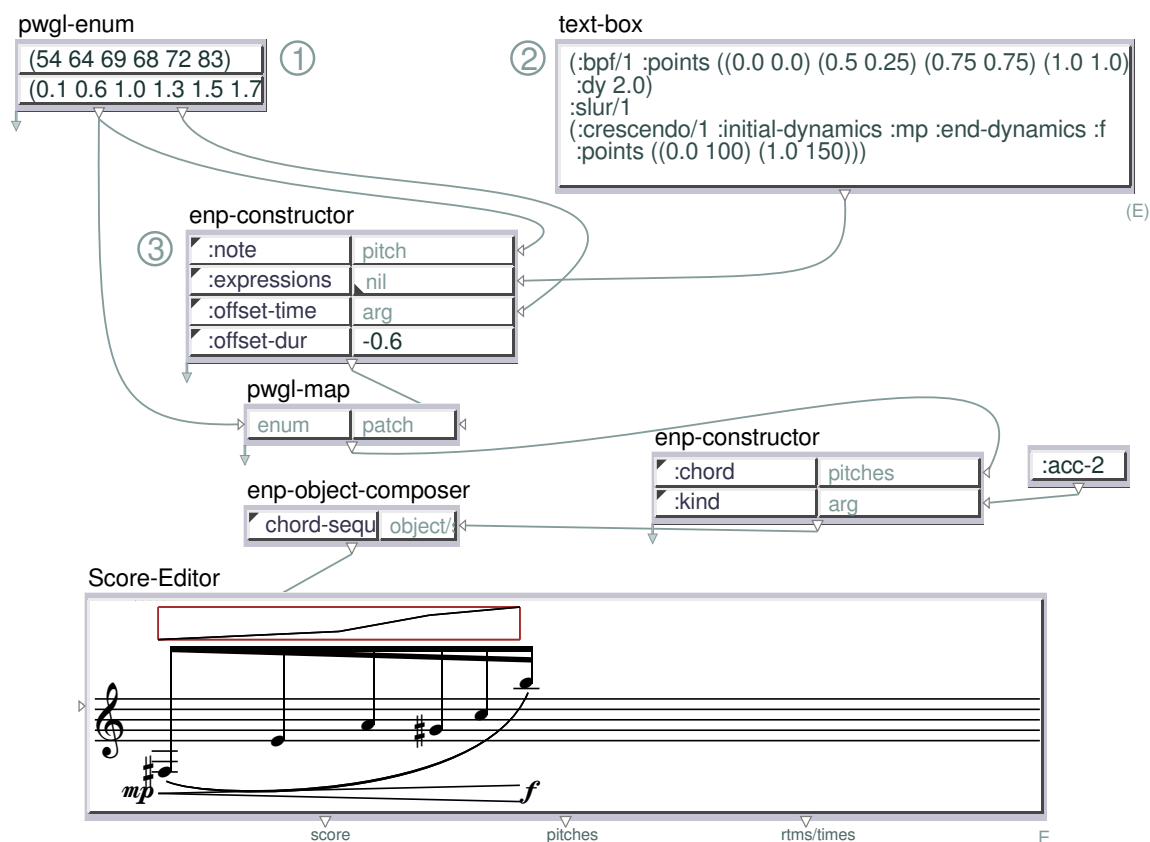 pwgl-enum
(54 64 69 68 72 83)
(0.1 0.6 1.0 1.3 1.5 1.7
1
2
text-box
(:bpf/1 :points ((0.0 0.0) (0.5 0.25) (0.75 0.75) (1.0 1.0)
:dy 2.0)
:slur/1
(:crescendo/1 :initial-dynamics :mp :end-dynamics :f
:points ((0.0 100) (1.0 150)))
(E)
enp-constructor
3
:note pitch
:expressions nil
:offset-time arg
:offset-dur -0.6
pwgl-map
enum patch
enp-constructor
:chord pitches
:kind arg
:acc-2
enp-object-composer
chord-sequ object/
Score-Editor
mp f
score pitches rtms/times